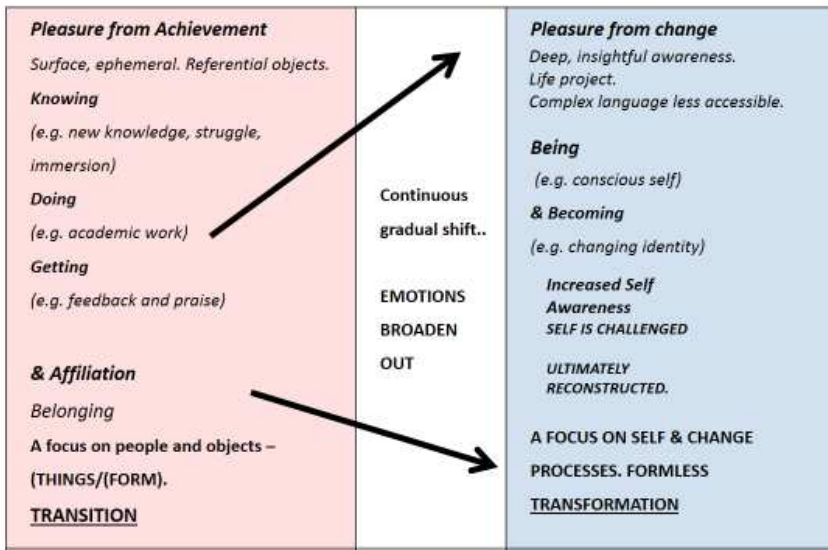 Pleasure from Achievement
Surface, ephemeral. Referential objects.
Knowing
(e.g. new knowledge, struggle,
immersion)
Doing
(e.g. academic work)
Getting
(e.g. feedback and praise)
& Affiliation
Belonging
A focus on people and objects –
(THINGS/(FORM).
TRANSITION
Continuous
gradual shift..
EMOTIONS
BROADEN
OUT
Pleasure from change
Deep, insightful awareness.
Life project.
Complex language less accessible.
Being
(e.g. conscious self)
& Becoming
(e.g. changing identity)
Increased Self
Awareness
SELF IS CHALLENGED
ULTIMATELY
RECONSTRUCTED.
A FOCUS ON SELF & CHANGE
PROCESSES. FORMLESS
TRANSFORMATION